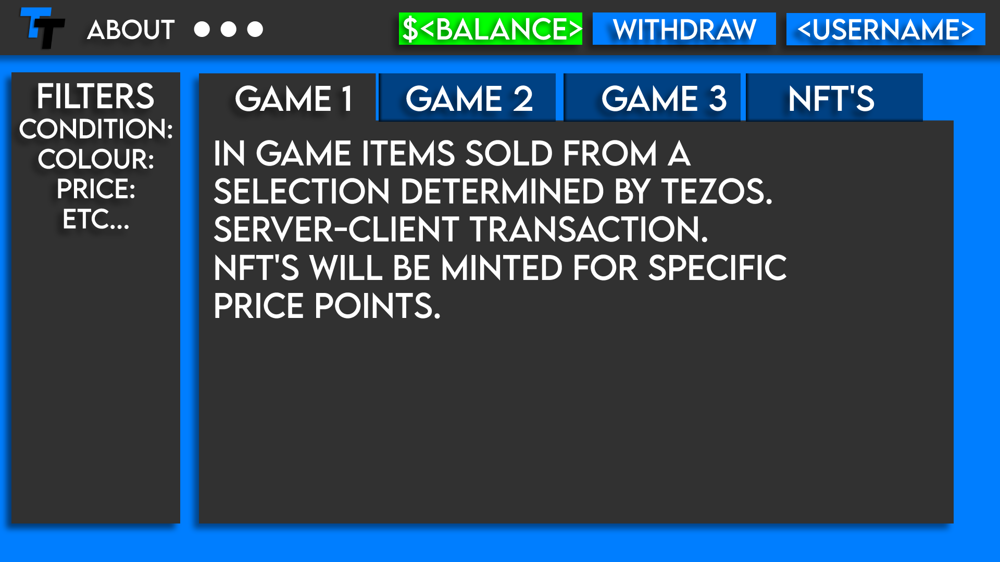 TT
ABOUT
$<BALANCE>
WITHDRAW
<USERNAME>
FILTERS
CONDITION:
COLOUR:
PRICE:
ETC...
GAME 1
GAME 2
GAME 3
NFT'S
IN GAME ITEMS SOLD FROM A
SELECTION DETERMINED BY TEZOS.
SERVER-CLIENT TRANSACTION.
NFT'S WILL BE MINTED FOR SPECIFIC
PRICE POINTS.